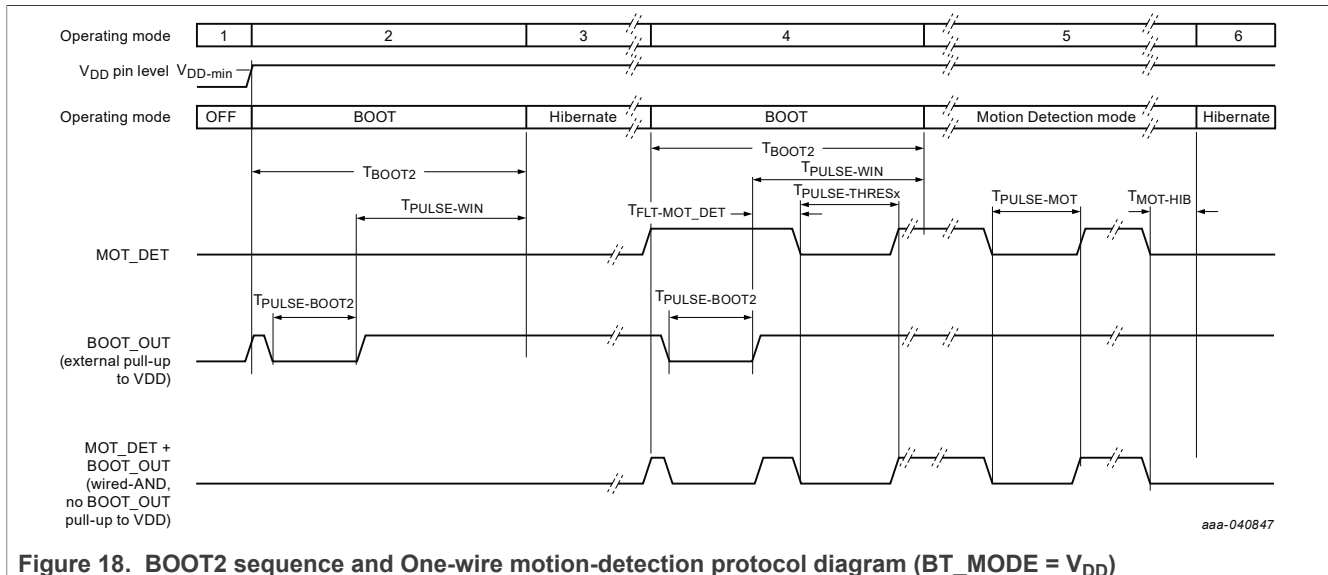 Operating mode 1 2 3 4 5 6
VDD pin level VDD-min
Operating mode OFF BOOT Hibernate BOOT Motion Detection mode Hibernate
TBOOT2 TBOOT2
TPULSE-WIN TPULSE-WIN
TFLT-MOT_DET TPULSE-THRESx TPULSE-MOT TMOT-HIB
MOT_DET
TPULSE-BOOT2 TPULSE-BOOT2
BOOT_OUT
(external pull-up
to VDD)
MOT_DET +
BOOT_OUT
(wired-AND,
no BOOT_OUT
pull-up to VDD)
aaa-040847
Figure 18. BOOT2 sequence and One-wire motion-detection protocol diagram (BT_MODE = VDD)